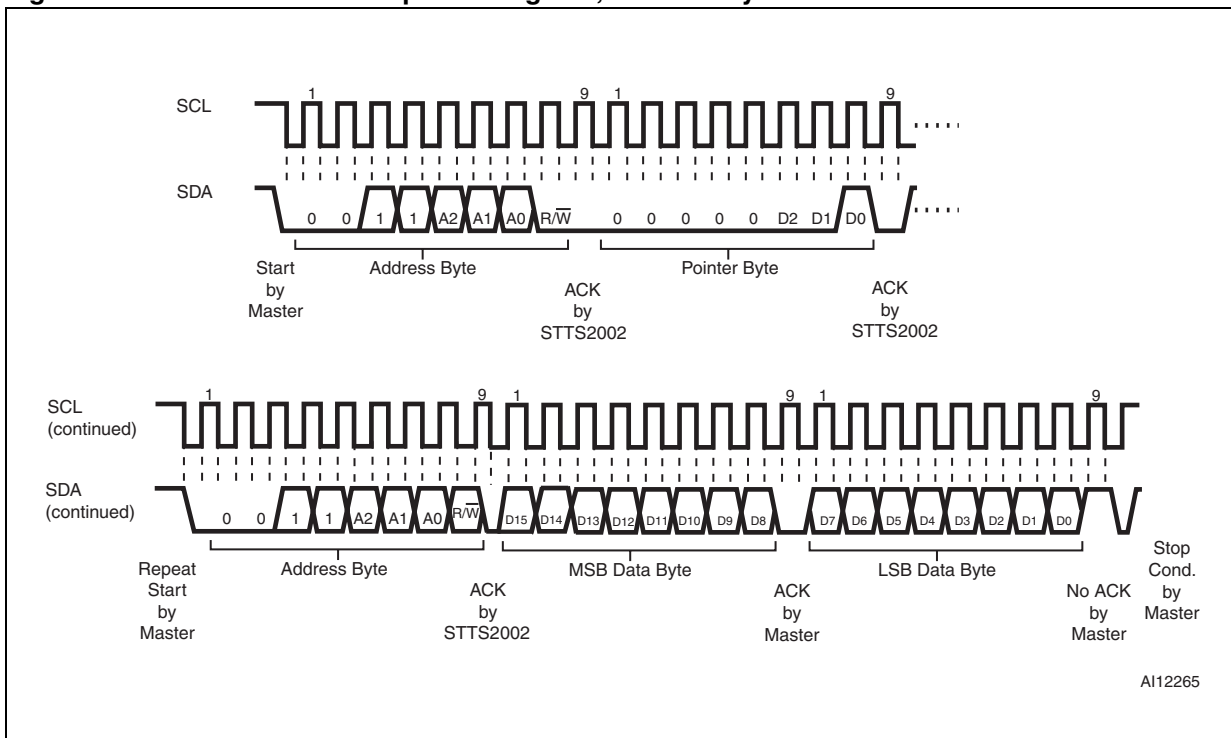 1 9 1 9
SCL
SDA
0 0 1 1 A2 A1 A0 R/W 0 0 0 0 0 D2 D1 D0
Address Byte Pointer Byte
Start
by
Master
ACK
by
STTS2002
ACK
by
STTS2002
1 9 1 9 1 9
SCL
(continued)
SDA
(continued)
0 0 1 1 A2 A1 A0 R/W D15 D14 D13 D12 D11 D10 D9 D8 D7 D6 D5 D4 D3 D2 D1 D0
Address Byte MSB Data Byte LSB Data Byte
Repeat
Start
by
Master
ACK
by
STTS2002
ACK
by
Master
No ACK
by
Master
Stop
Cond.
by
Master
AI12265